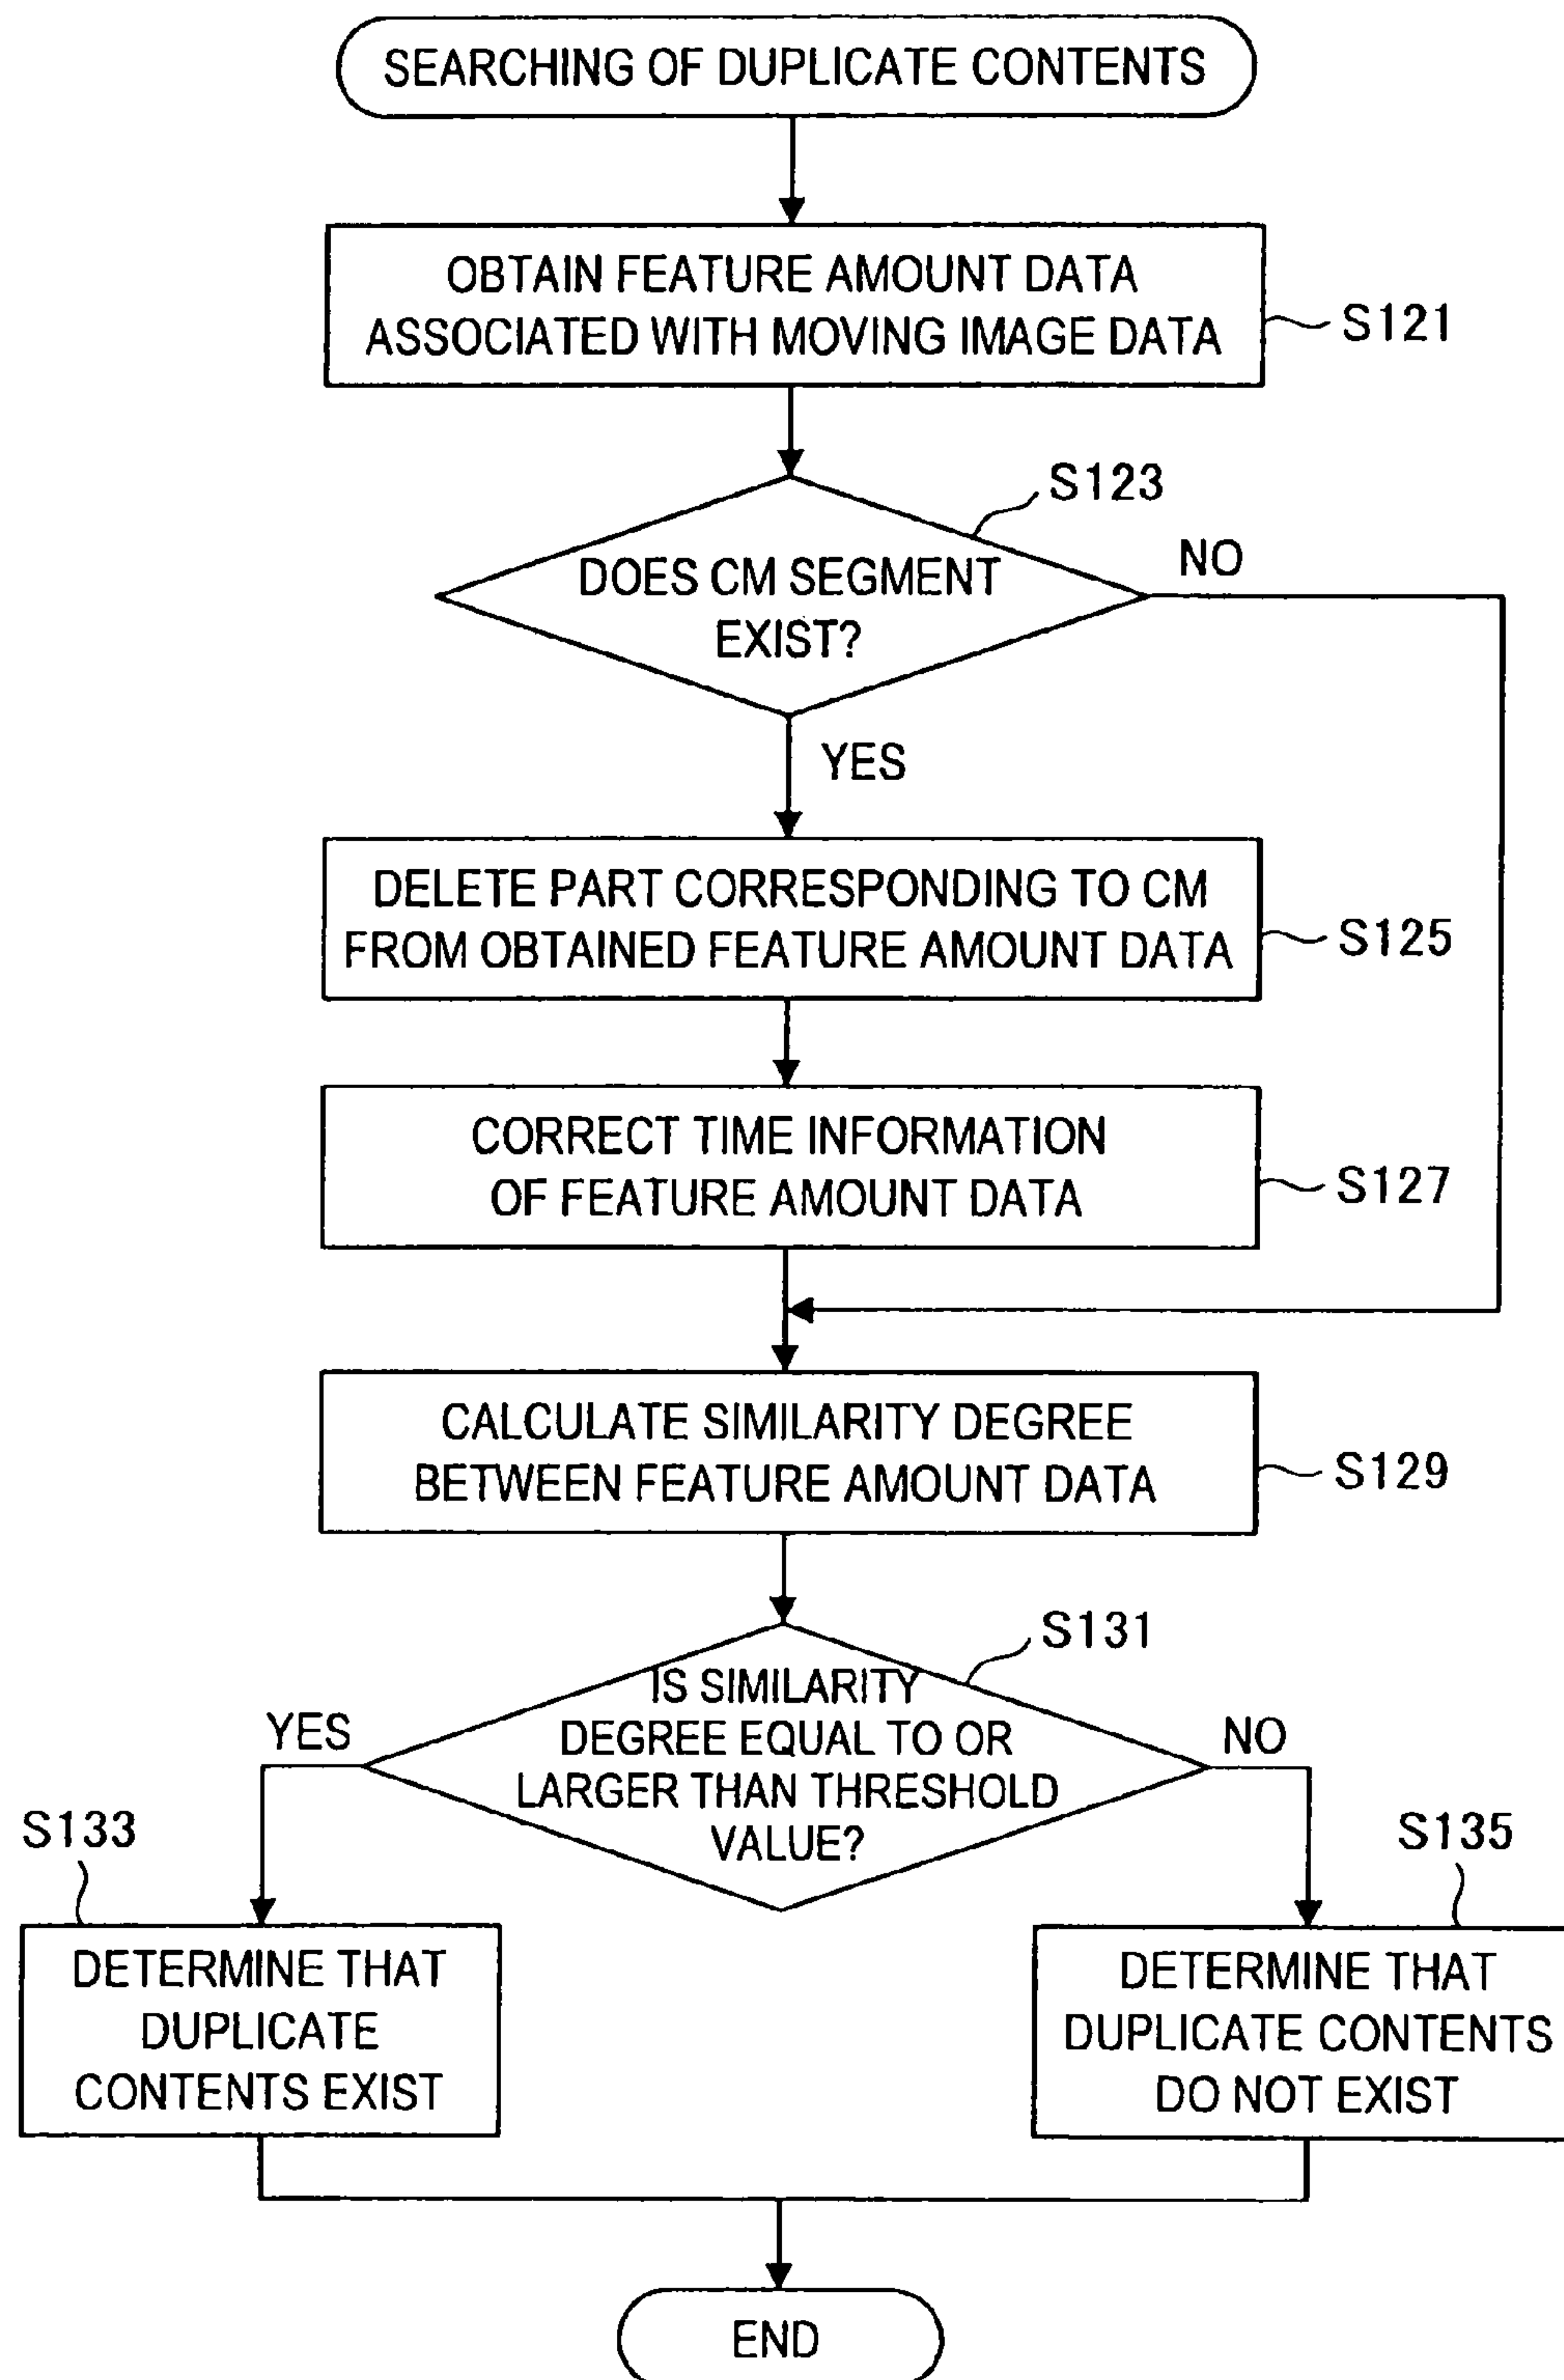 SEARCHING OF DUPLICATE CONTENTS
OBTAIN FEATURE AMOUNT DATA
ASSOCIATED WITH MOVING IMAGE DATA
S121
S123
DOES CM SEGMENT
EXIST?
NO
YES
DELETE PART CORRESPONDING TO CM
FROM OBTAINED FEATURE AMOUNT DATA
S125
CORRECT TIME INFORMATION
OF FEATURE AMOUNT DATA
S127
CALCULATE SIMILARITY DEGREE
BETWEEN FEATURE AMOUNT DATA
S129
S131
IS SIMILARITY
DEGREE EQUAL TO OR
LARGER THAN THRESHOLD
VALUE?
YES
NO
S133
S135
DETERMINE THAT
DUPLICATE
CONTENTS EXIST
DETERMINE THAT
DUPLICATE CONTENTS
DO NOT EXIST
END